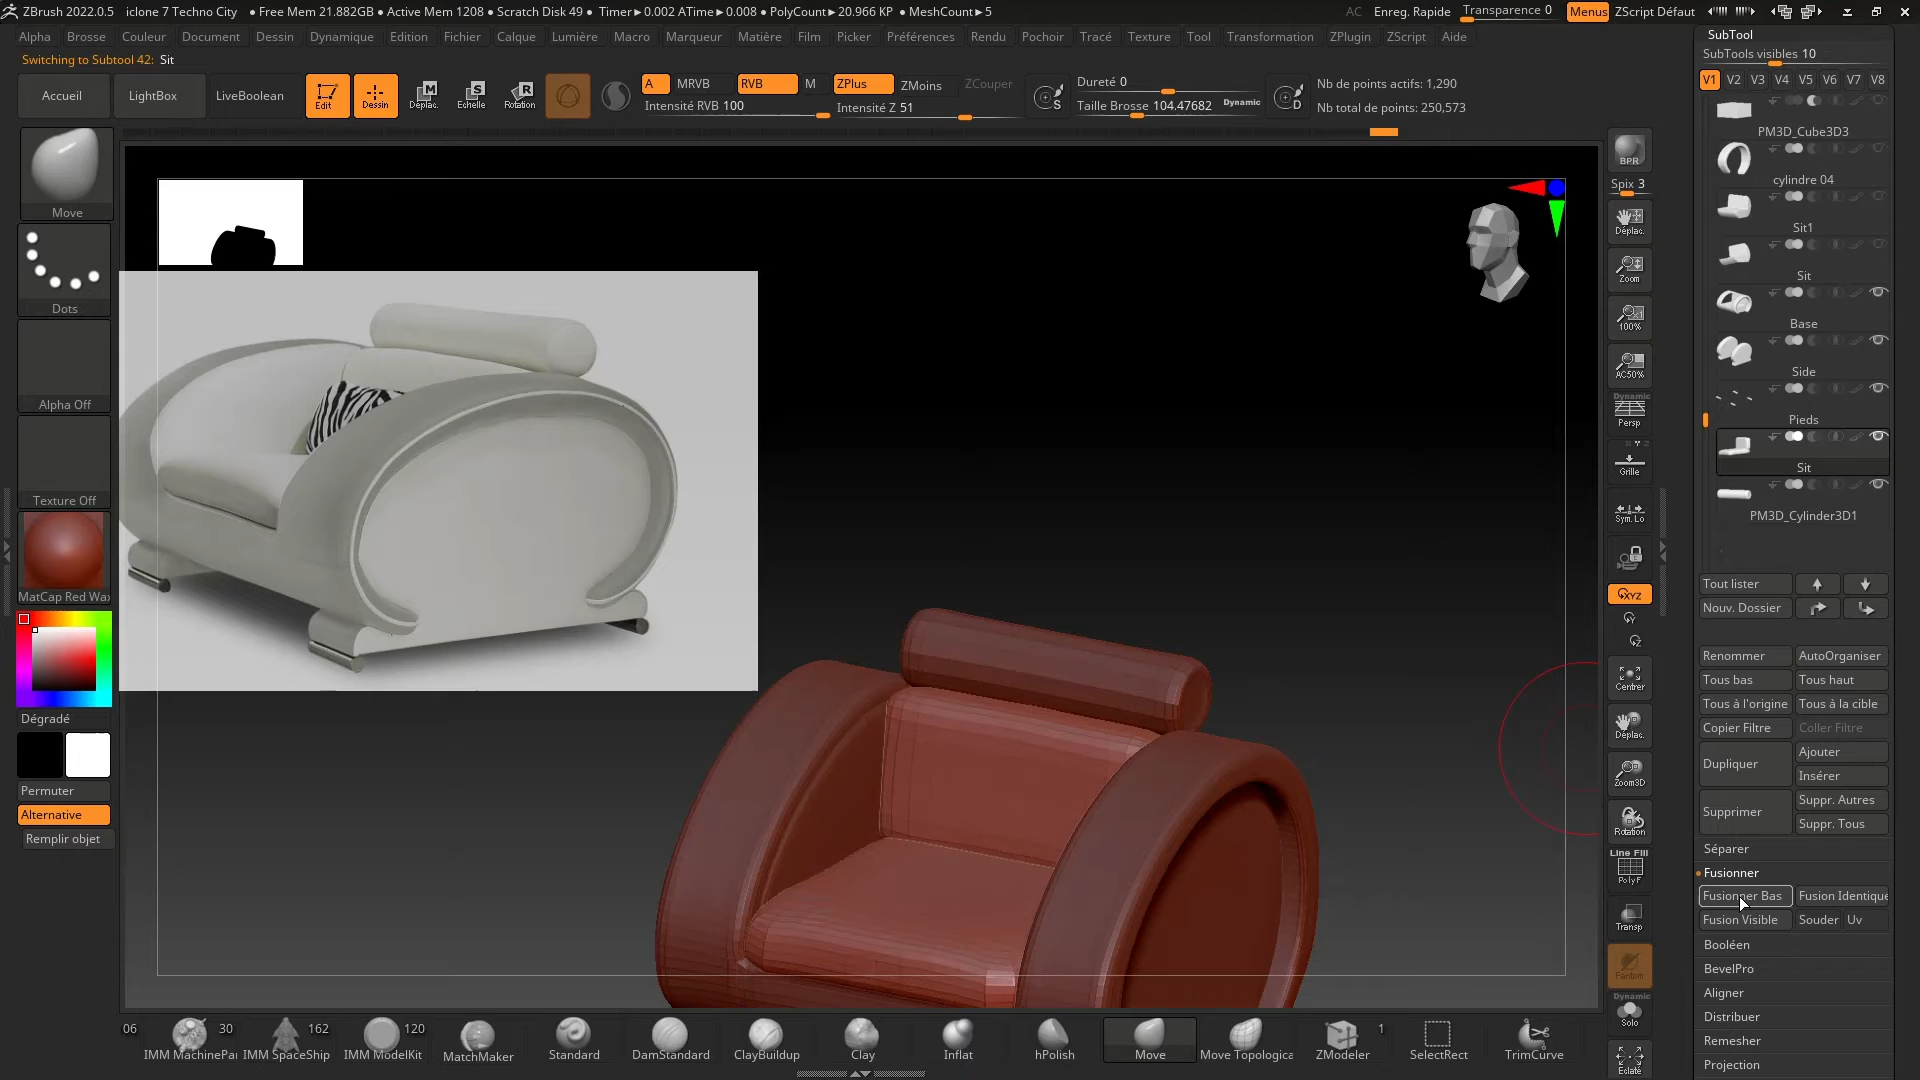 ZBrush 2022.0.5 iclone 7 Techno City ● Free Mem 21.882GB ● Active Mem 1208 ● Scratch Disk 49 ● Timer►0.002 ATime►0.008 ● PolyCount►20.966 KP ● MeshCount►5
AC Enreg. Rapide Transparence 0 Menus ZScript Défaut
Alpha Brosse Couleur Document Dessin Dynamique Edition Fichier Calque Lumière Macro Marqueur Matière Film Picker Préférences Rendu Pochoir Tracé Texture Tool Transformation ZPlugin ZScript Aide
Switching to Subtool 42: Sit
Accueil LightBox LiveBoolean
Edit Dessin Déplac. Echelle Rotation
A MRVB RVB M ZPlus ZMoins ZCouper
Intensité RVB 100 Intensité Z 51
Dureté 0
Taille Brosse 104.47682 Dynamic
Nb de points actifs: 1,290
Nb total de points: 250,573
Move
Dots
Alpha Off
Texture Off
MatCap Red Wax
Dégradé
Permuter
Alternative
Remplir objet
BPR
Spix 3
Déplac.
Zoom
100%
AC50%
Dynamic
Persp
Grille
Sym. Lo
XYZ
Centrer
Déplac.
Zoom3D
Rotation
Line Fill
PolyF
Transp
Fantom
Dynamic
Solo
Eclaté
SubTool
SubTools visibles 10
V1 V2 V3 V4 V5 V6 V7 V8
PM3D_Cube3D3
cylindre 04
Sit1
Sit
Base
Side
Pieds
Sit
PM3D_Cylinder3D1
Tout lister
Nouv. Dossier
Renommer AutoOrganiser
Tous bas Tous haut
Tous à l'origine Tous à la cible
Copier Filtre Coller Filtre
Dupliquer Ajouter
Insérer
Supprimer Suppr. Autres
Suppr. Tous
Séparer
Fusionner
Fusionner Bas Fusion Identique
Fusion Visible Souder Uv
Booléen
BevelPro
Aligner
Distribuer
Remesher
Projection
06 30 162 120 1
IMM MachinePar IMM SpaceShip IMM ModelKit MatchMaker Standard DamStandard ClayBuildup Clay Inflat hPolish Move Move Topologica ZModeler SelectRect TrimCurve